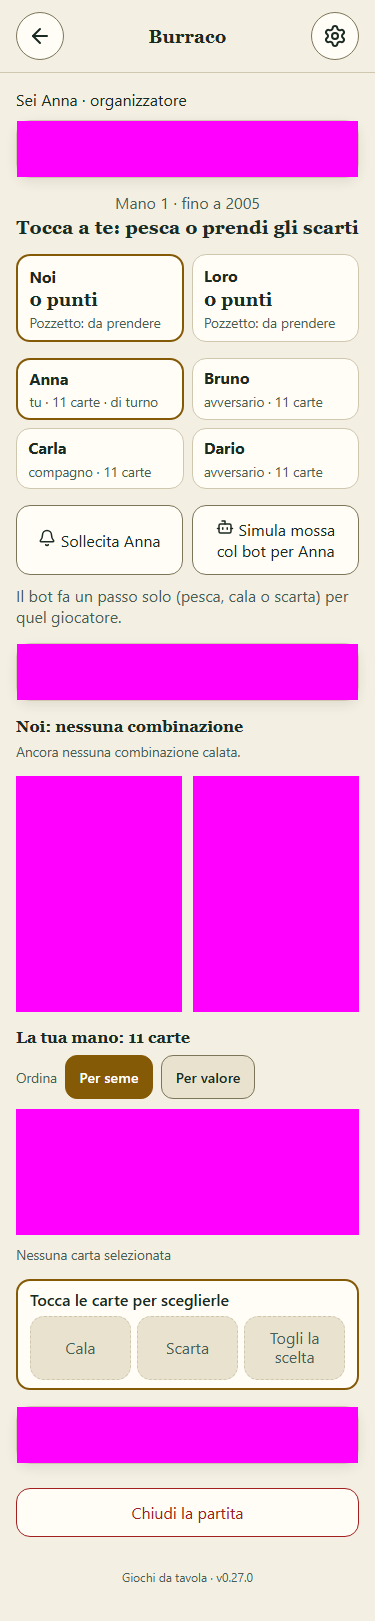 Burraco
Sei Anna · organizzatore
Mano 1 · fino a 2005
Tocca a te: pesca o prendi gli scarti
Noi
0 punti
Pozzetto: da prendere
Loro
0 punti
Pozzetto: da prendere
Anna
tu · 11 carte · di turno
Bruno
avversario · 11 carte
Carla
compagno · 11 carte
Dario
avversario · 11 carte
Sollecita Anna
Simula mossa
col bot per Anna
Il bot fa un passo solo (pesca, cala o scarta) per
quel giocatore.
Noi: nessuna combinazione
Ancora nessuna combinazione calata.
La tua mano: 11 carte
Ordina
Per seme
Per valore
Nessuna carta selezionata
Tocca le carte per sceglierle
Cala
Scarta
Togli la
scelta
Chiudi la partita
Giochi da tavola · v0.27.0